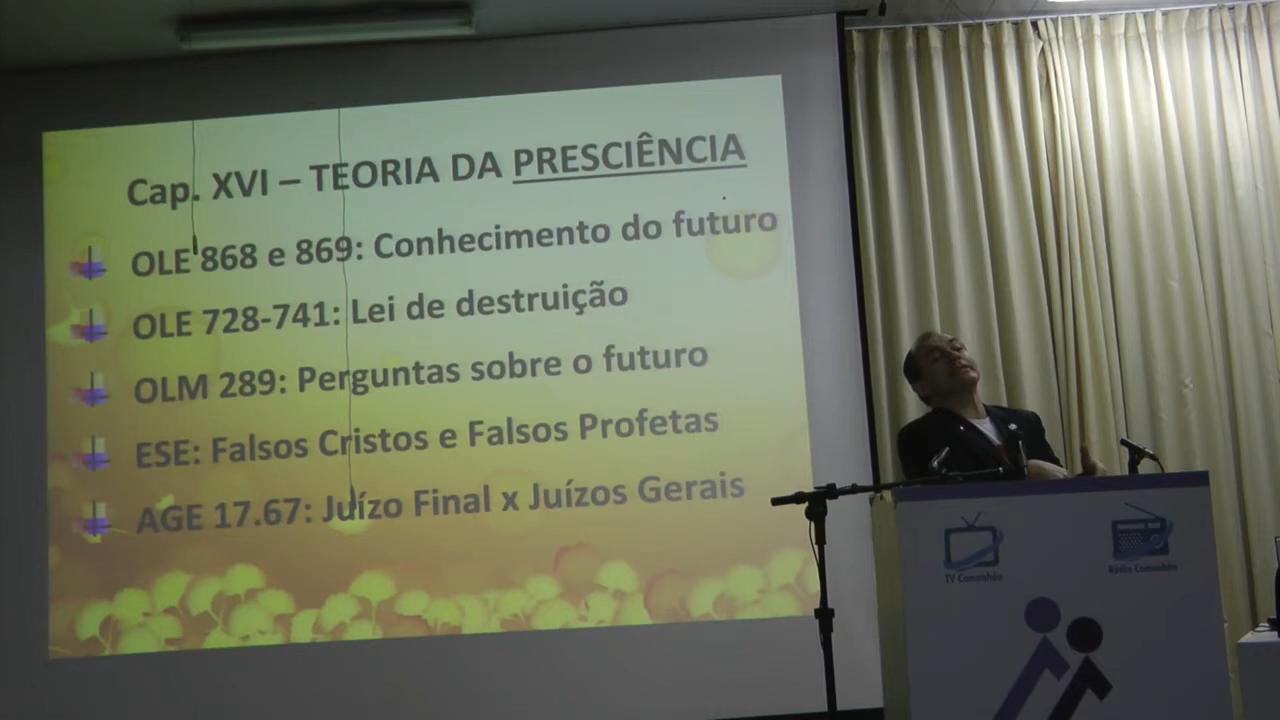 Cap. XVI – TEORIA DA PRESCIÊNCIA
OLE 868 e 869: Conhecimento do futuro
OLE 728-741: Lei de destruição
OLM 289: Perguntas sobre o futuro
ESE: Falsos Cristos e Falsos Profetas
AGE 17.67: Juízo Final x Juízos Gerais
TV Comunhão
Rádio Comunhão